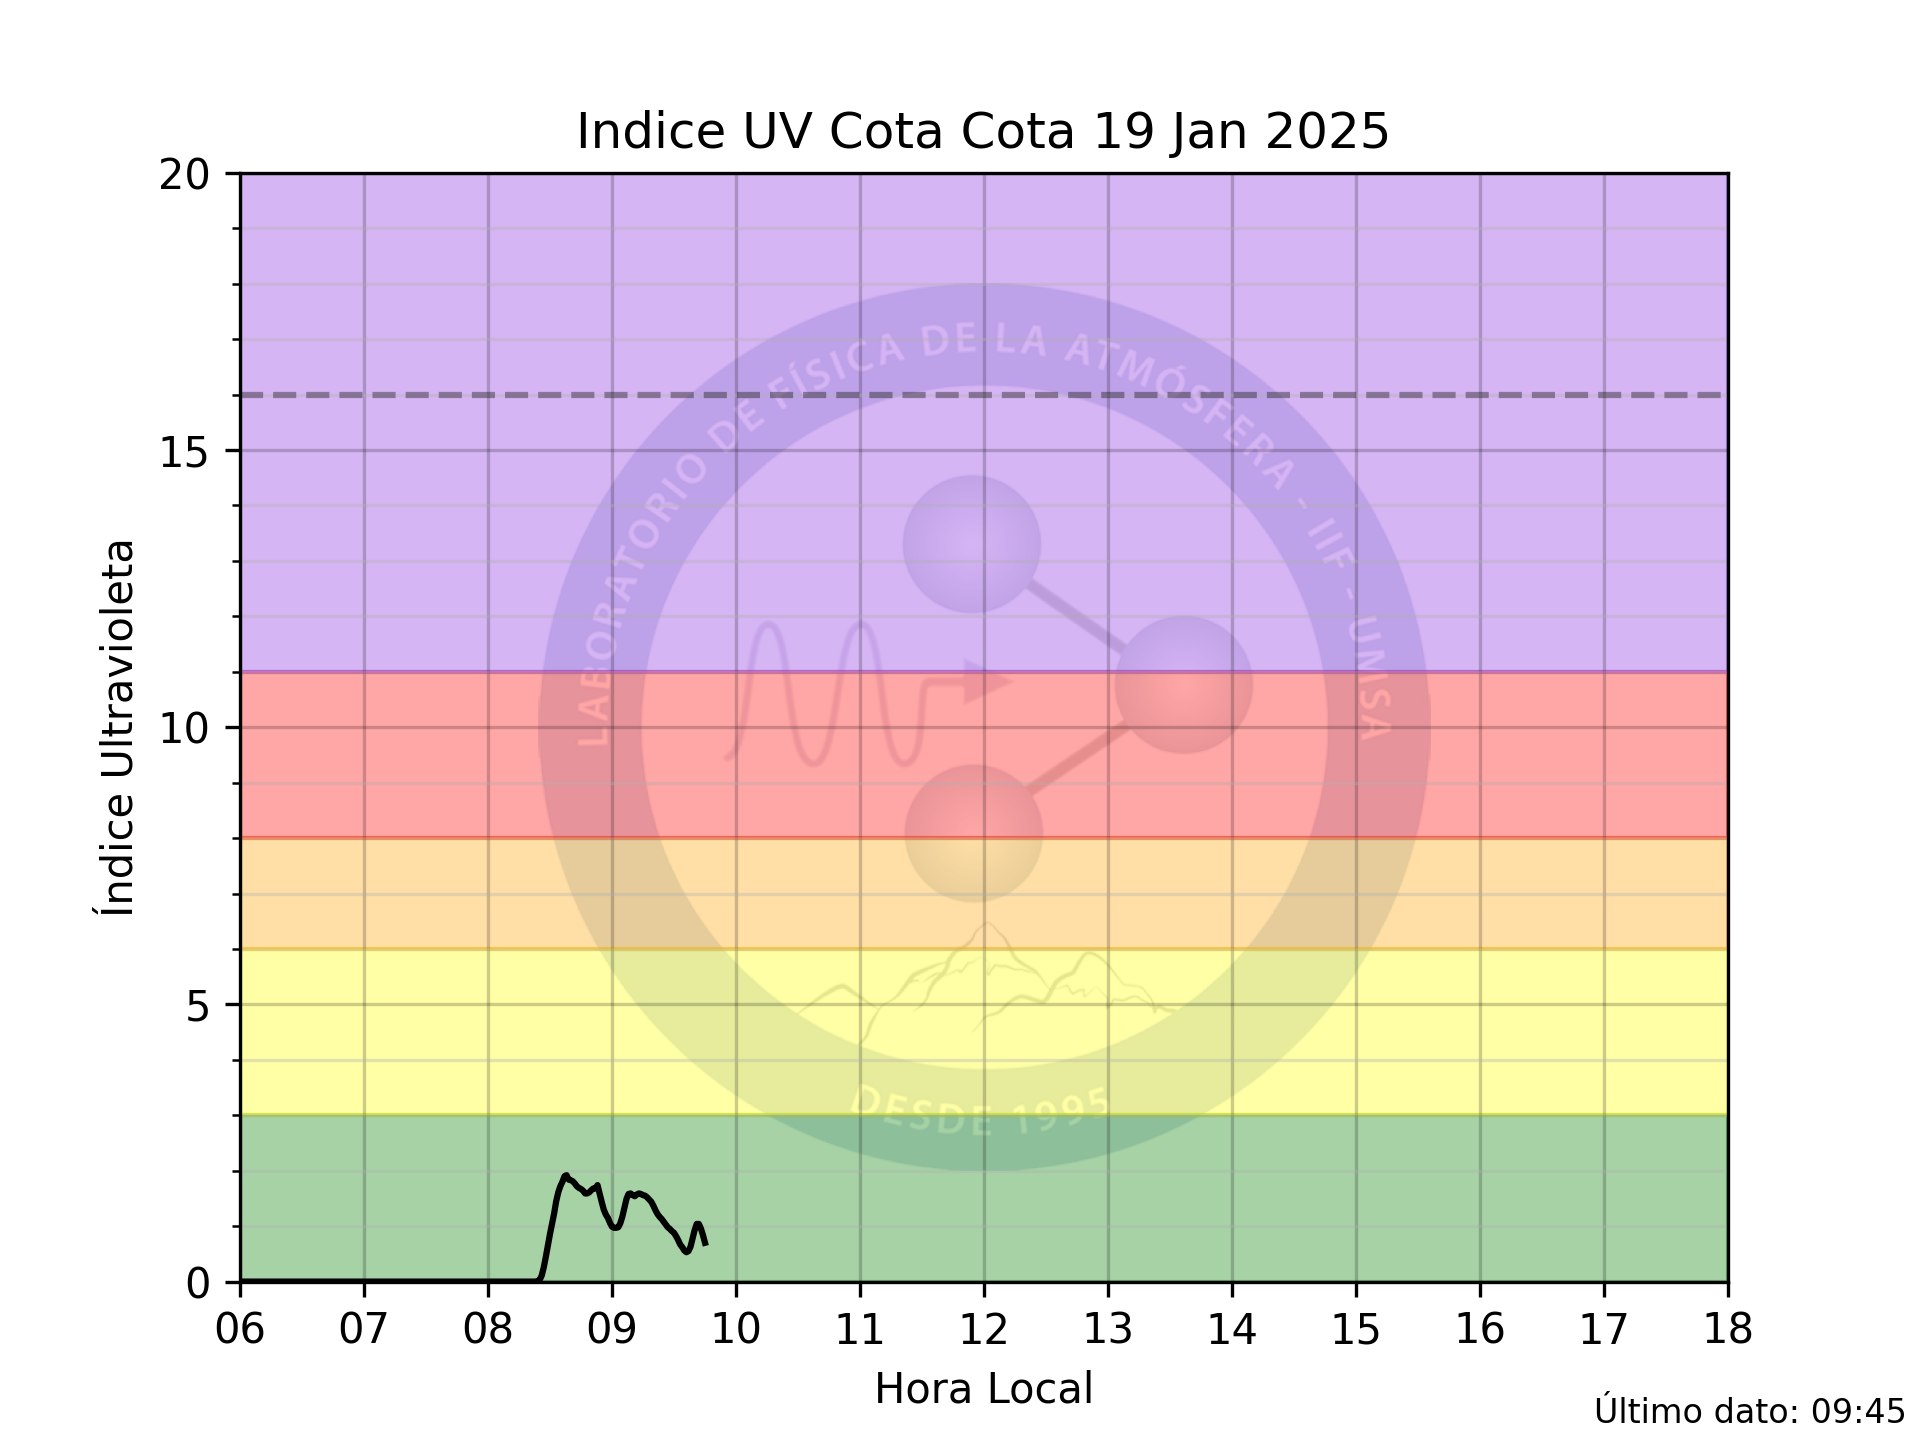 Indice UV Cota Cota 19 Jan 2025
20
15
10
5
0
Índice Ultravioleta
LABORATORIO DE FÍSICA DE LA ATMÓSFERA - IIF - UMSA
DESDE 1995
06 07 08 09 10 11 12 13 14 15 16 17 18
Hora Local
Último dato: 09:45